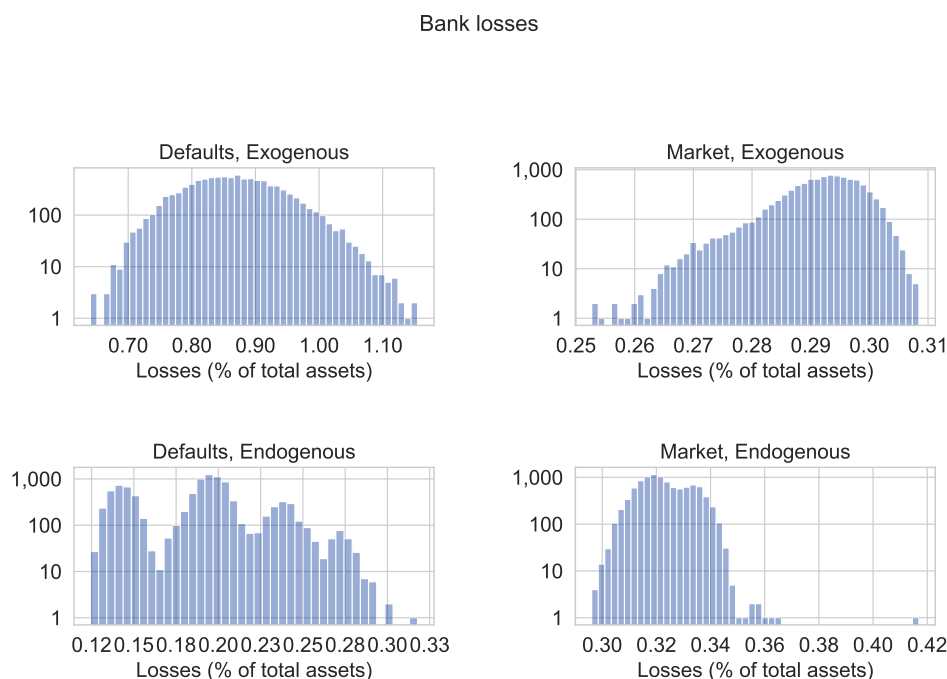 Bank losses
Defaults, Exogenous
100
10
1
0.70 0.80 0.90 1.00 1.10
Losses (% of total assets)
Market, Exogenous
1,000
100
10
1
0.25 0.26 0.27 0.28 0.29 0.30 0.31
Losses (% of total assets)
Defaults, Endogenous
1,000
100
10
1
0.12 0.15 0.18 0.20 0.23 0.25 0.28 0.30 0.33
Losses (% of total assets)
Market, Endogenous
1,000
100
10
1
0.30 0.32 0.34 0.36 0.38 0.40 0.42
Losses (% of total assets)